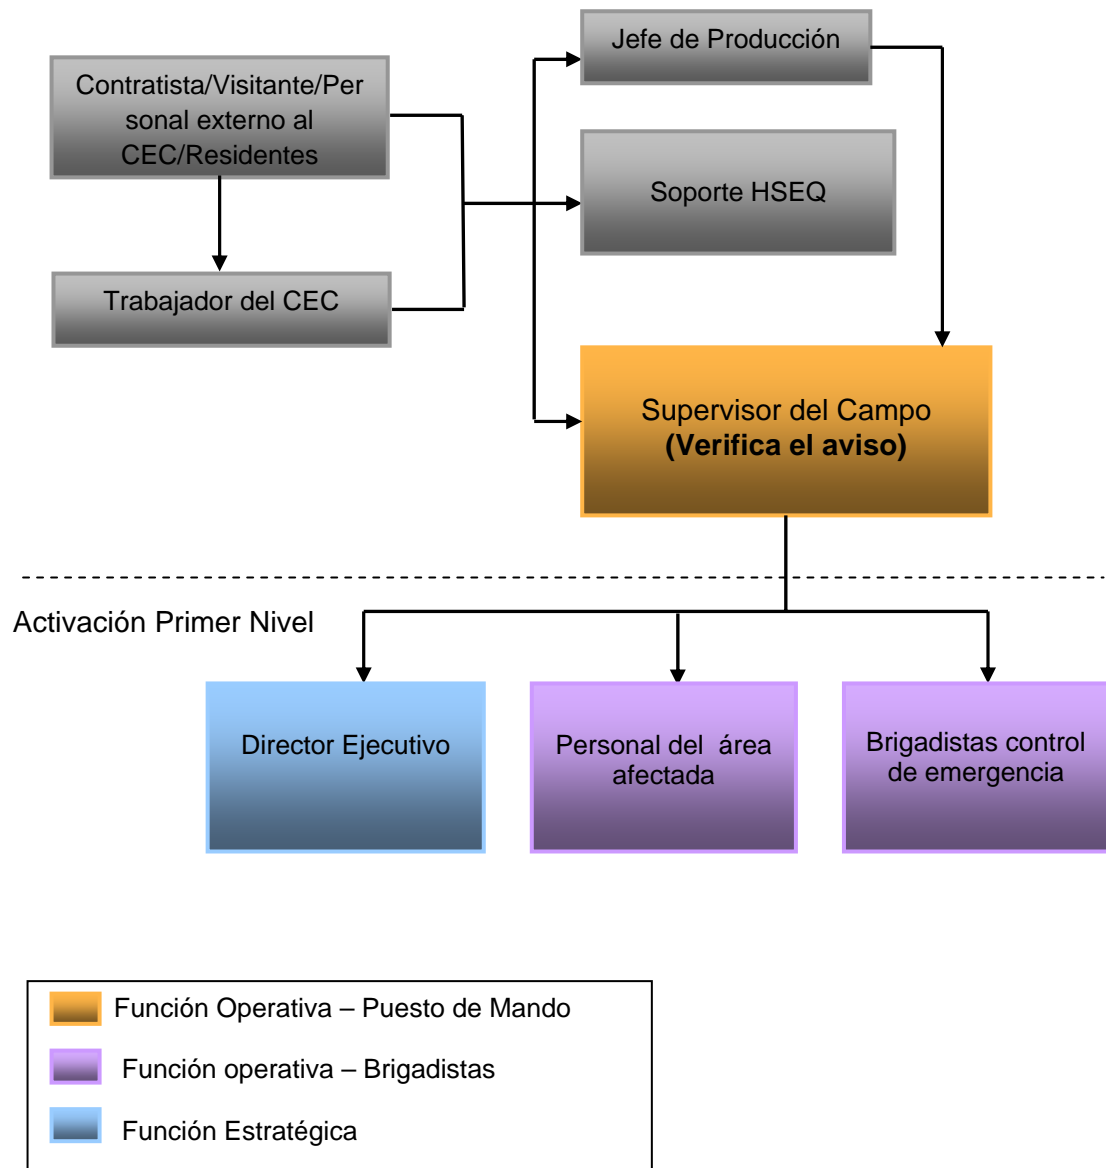 Jefe de Producción
Contratista/Visitante/Per
sonal externo al
CEC/Residentes
Soporte HSEQ
Trabajador del CEC
Supervisor del Campo
(Verifica el aviso)
Activación Primer Nivel
Director Ejecutivo
Personal del  área
afectada
Brigadistas control
de emergencia
Función Operativa – Puesto de Mando
Función operativa – Brigadistas
Función Estratégica